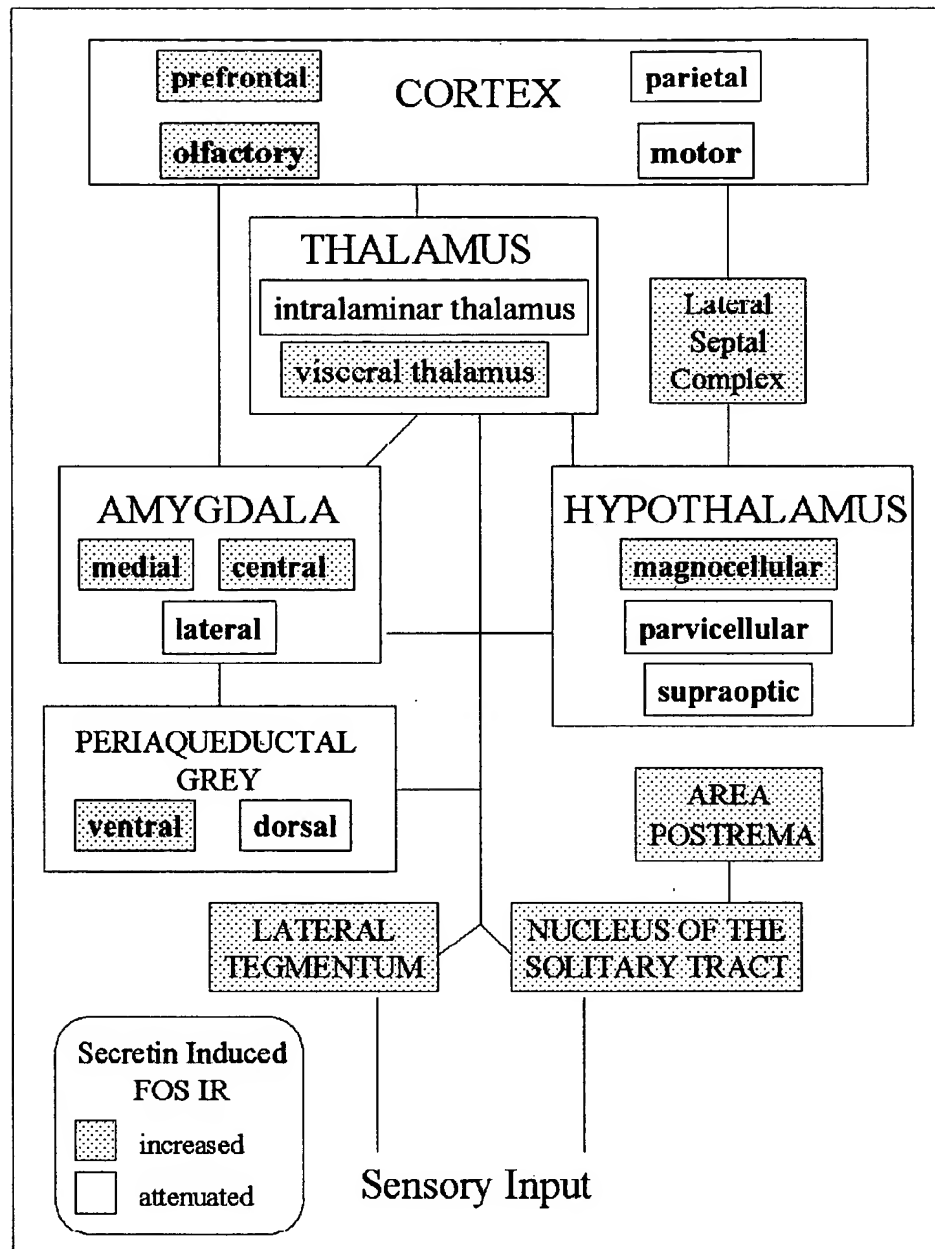 prefrontal
parietal
CORTEX
olfactory
motor
THALAMUS
intralaminar thalamus
visceral thalamus
Lateral
Septal
Complex
AMYGDALA
medial
central
lateral
HYPOTHALAMUS
magnocellular
parvicellular
supraoptic
PERIAQUEDUCTAL
GREY
ventral
dorsal
AREA
POSTREMA
LATERAL
TEGMENTUM
NUCLEUS OF THE
SOLITARY TRACT
Secretin Induced
FOS IR
increased
attenuated
Sensory Input